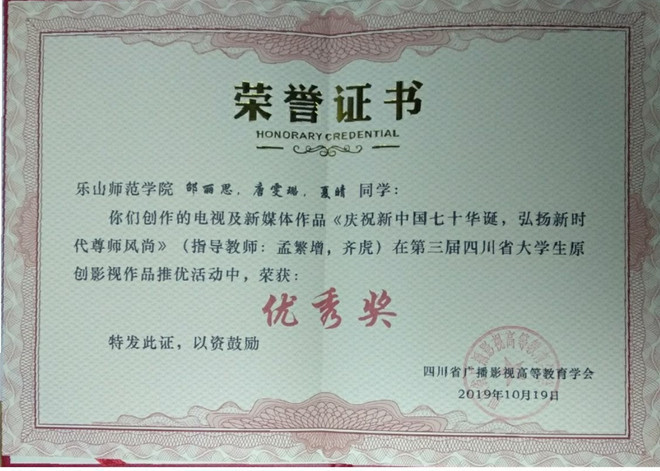 荣誉证书
HONORARY CREDENTIAL
乐山师范学院 邰丽思，唐雯璐，夏晴 同学：
你们创作的电视及新媒体作品《庆祝新中国七十华诞，弘扬新时
代尊师风尚》（指导教师：孟繁增，齐虎）在第三届四川省大学生原
创影视作品推优活动中，荣获：
优秀奖
特发此证，以资鼓励
四川省广播影视高等教育学会
2019年10月19日